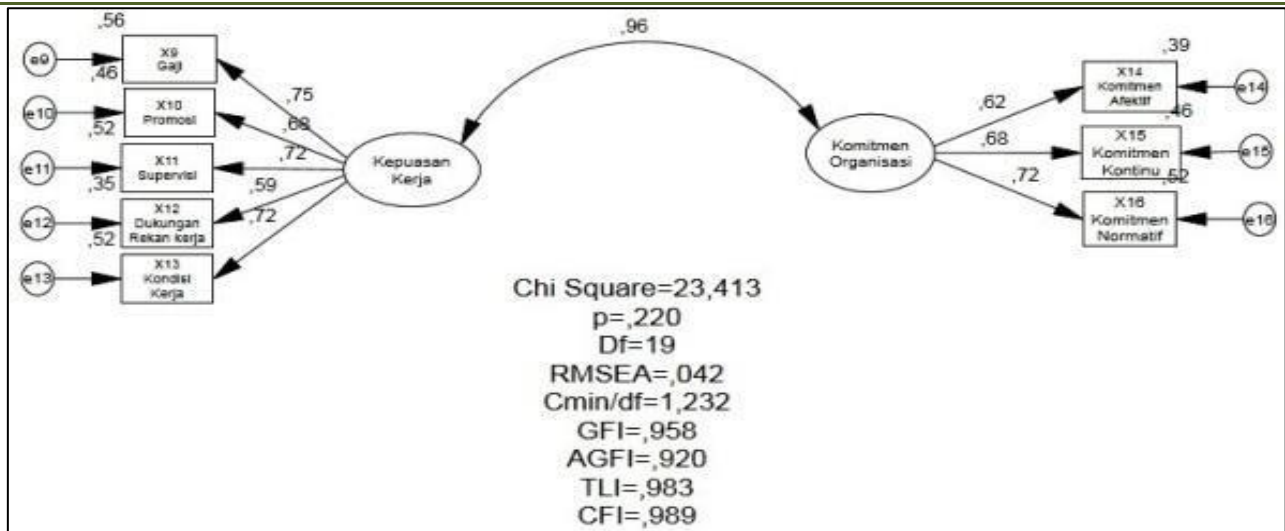 ,56
e9
X9
Gaji
,46
e10
X10
Promosi
,52
e11
X11
Supervisi
,35
e12
X12
Dukungan
Rekan kerja
,52
e13
X13
Kondisi
Kerja
,75
,68
,72
,59
,72
Kepuasan
Kerja
,96
Komitmen
Organisasi
,62
,68
,72
,39
X14
Komitmen
Afektif
e14
,46
X15
Komitmen
Kontinu
e15
,52
X16
Komitmen
Normatif
e16
Chi Square=23,413
p=,220
Df=19
RMSEA=,042
Cmin/df=1,232
GFI=,958
AGFI=,920
TLI=,983
CFI=,989